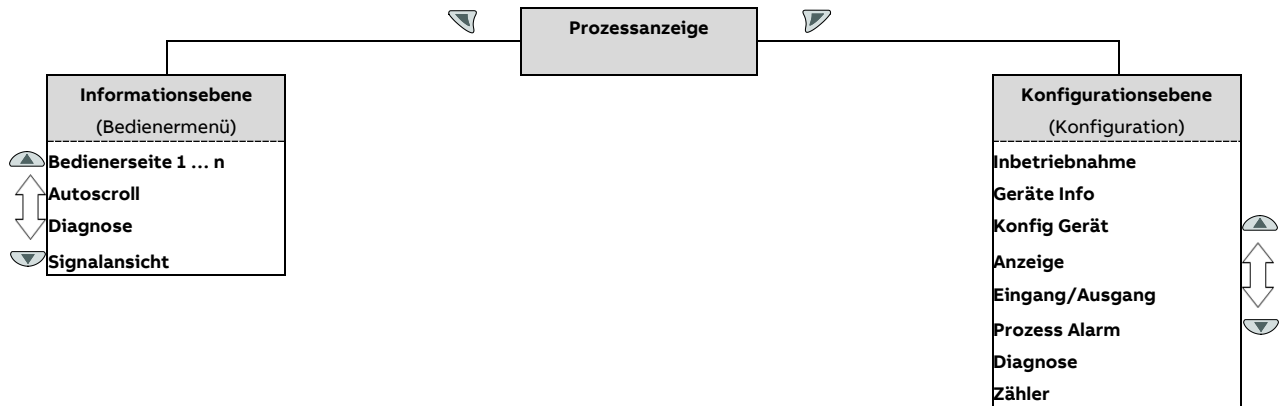 Prozessanzeige
Informationsebene
(Bedienermenü)
Bedienerseite 1 ... n
Autoscroll
Diagnose
Signalansicht
Konfigurationsebene
(Konfiguration)
Inbetriebnahme
Geräte Info
Konfig Gerät
Anzeige
Eingang/Ausgang
Prozess Alarm
Diagnose
Zähler